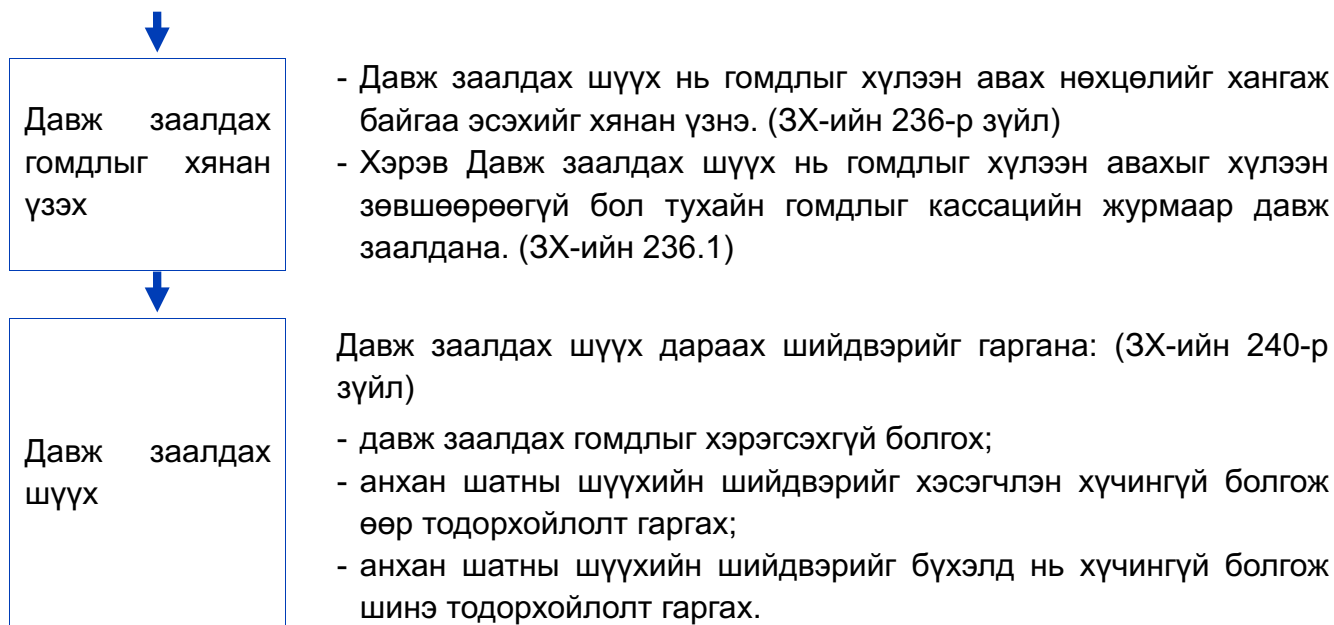 Давж заалдах
гомдлыг хянан
үзэх
- Давж заалдах шүүх нь гомдлыг хүлээн авах нөхцөлийг хангаж
байгаа эсэхийг хянан үзнэ. (ЗХ-ийн 236-р зүйл)
- Хэрэв Давж заалдах шүүх нь гомдлыг хүлээн авахыг хүлээн
зөвшөөрөөгүй бол тухайн гомдлыг кассацийн журмаар давж
заалдана. (ЗХ-ийн 236.1)
Давж заалдах
шүүх
Давж заалдах шүүх дараах шийдвэрийг гаргана: (ЗХ-ийн 240-р
зүйл)
- давж заалдах гомдлыг хэрэгсэхгүй болгох;
- анхан шатны шүүхийн шийдвэрийг хэсэгчлэн хүчингүй болгож
өөр тодорхойлолт гаргах;
- анхан шатны шүүхийн шийдвэрийг бүхэлд нь хүчингүй болгож
шинэ тодорхойлолт гаргах.